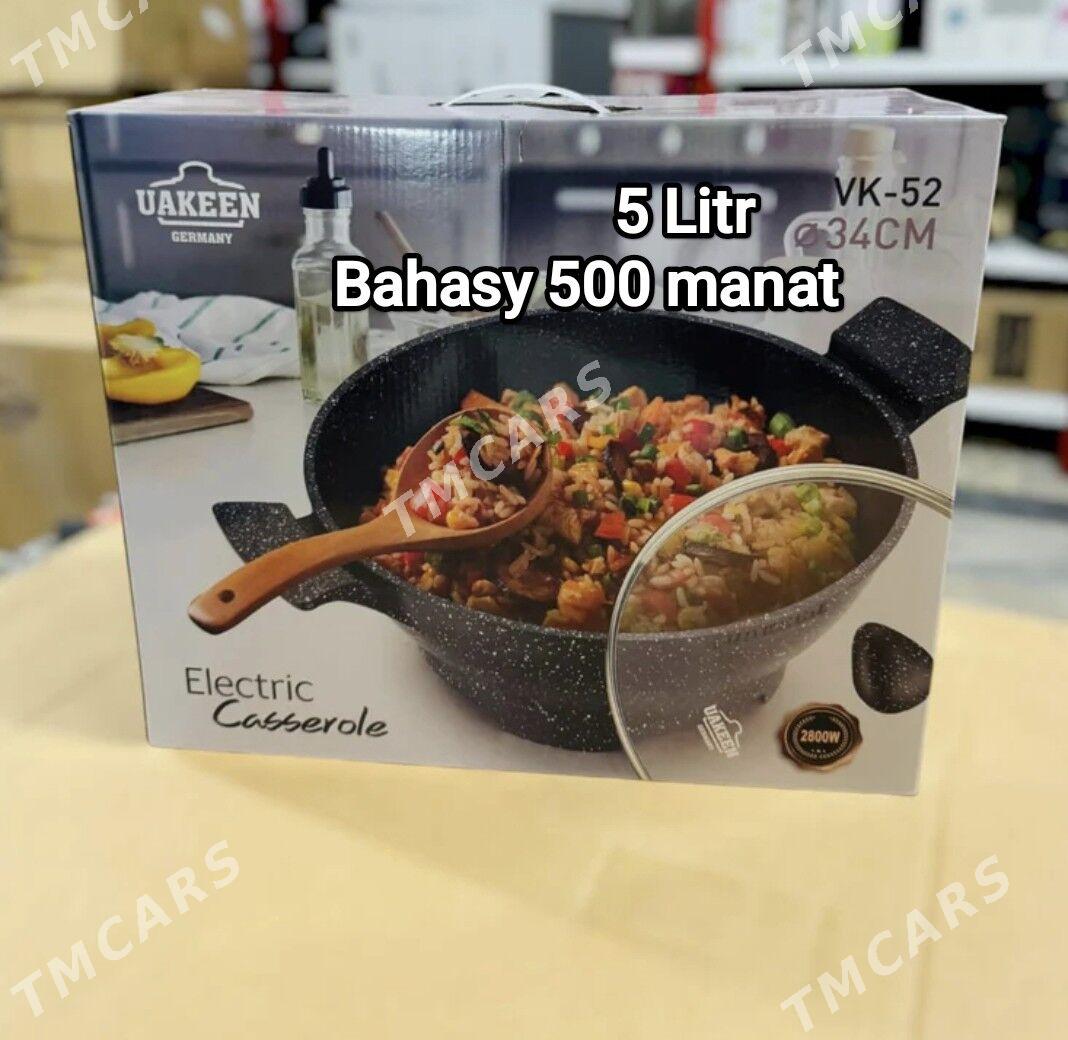 TMCARS
TMCARS
UAKEEN
GERMANY
5 Litr
VK-52
ø34CM
Bahasy 500 manat
TMCARS
Electric
Casserole
UAKEEN
2800W
TMCARS
TMCARS